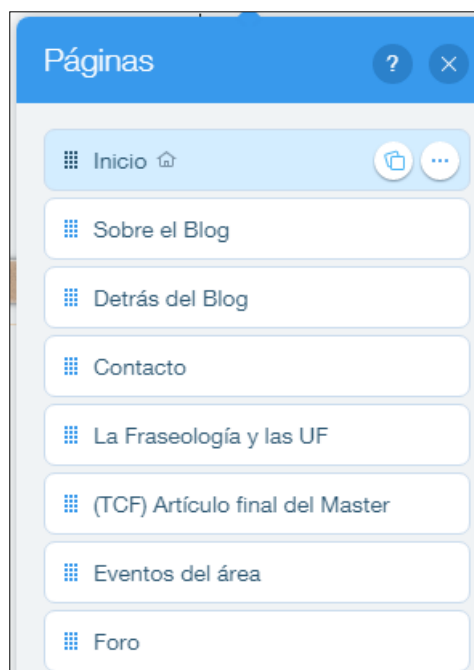 Páginas
?
Inicio
Sobre el Blog
Detrás del Blog
Contacto
La Fraseología y las UF
(TCF) Artículo final del Master
Eventos del área
Foro